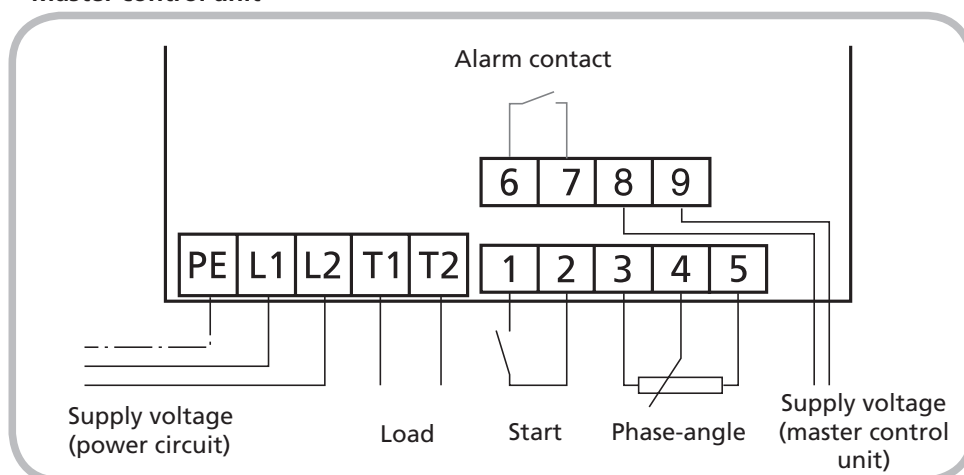 Master control unit
Alarm contact
6 7 8 9
PE L1 L2 T1 T2
1 2 3 4 5
Supply voltage
(power circuit)
Load
Start
Phase-angle
Supply voltage
(master control
unit)